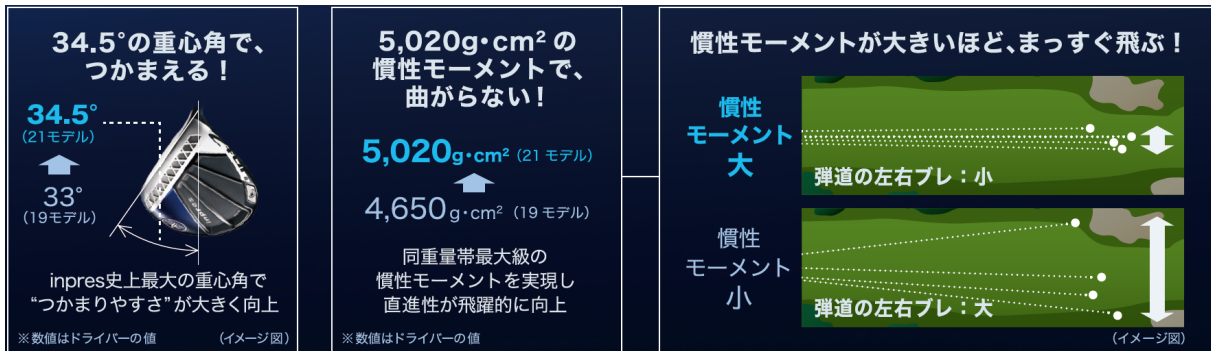 34.5°の重心角で、
つかまえる！
34.5°
（21モデル）
33°
（19モデル）
inpres史上最大の重心角で
“つかまりやすさ”が大きく向上
※数値はドライバーの値 （イメージ図）
5,020g・cm² の
慣性モーメントで、
曲がらない！
5,020g・cm²（21 モデル）
4,650g・cm²（19 モデル）
同重量帯最大級の
慣性モーメントを実現し
直進性が飛躍的に向上
※数値はドライバーの値
慣性モーメントが大きいほど、まっすぐ飛ぶ！
慣性
モーメント
大
弾道の左右ブレ：小
慣性
モーメント
小
弾道の左右ブレ：大
（イメージ図）